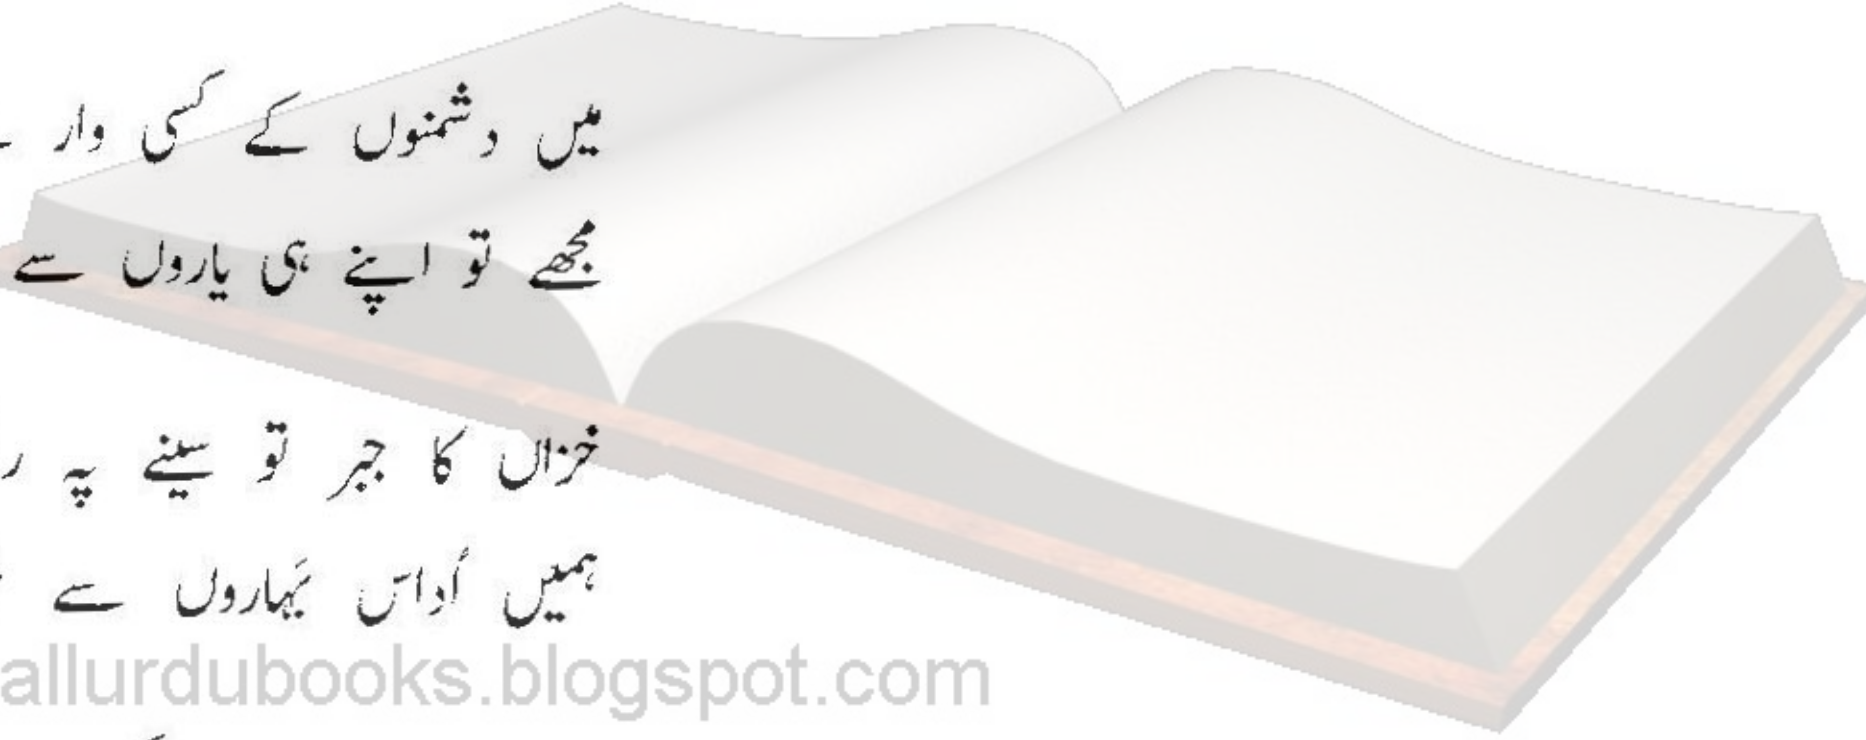 میں دشمنوں کے کسی وار
مجھے تو اپنے ہی یاروں سے
خزاں کا جبر تو سینے پہ
ہمیں اُداس بَہاروں سے
allurdubooks.blogspot.com